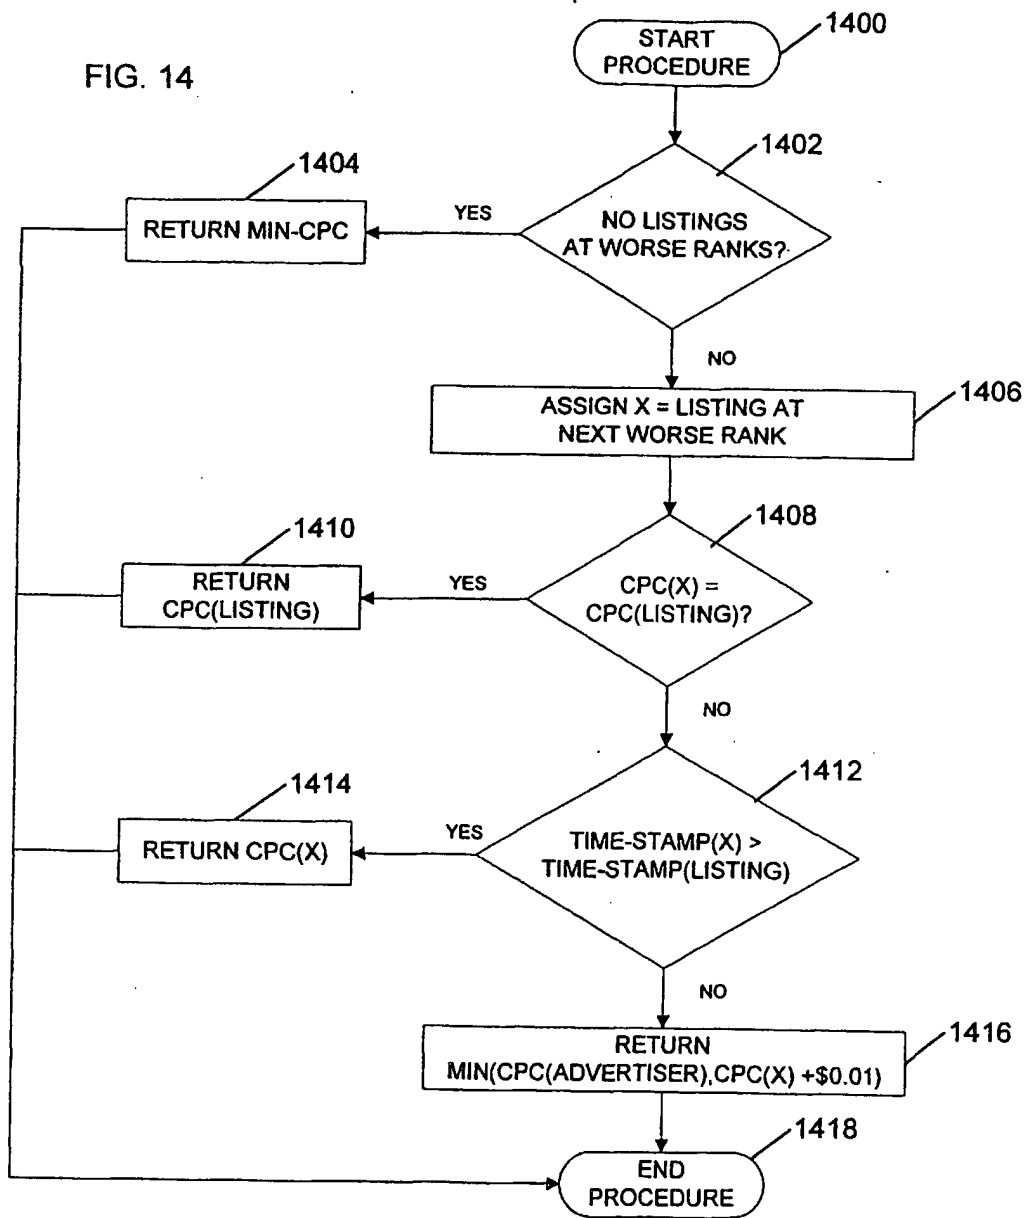 FIG. 14
START
PROCEDURE
1400
1402
NO LISTINGS
AT WORSE RANKS?
YES
1404
RETURN MIN-CPC
NO
1406
ASSIGN X = LISTING AT
NEXT WORSE RANK
1408
CPC(X) =
CPC(LISTING)?
YES
1410
RETURN
CPC(LISTING)
NO
1412
TIME-STAMP(X) >
TIME-STAMP(LISTING)
YES
1414
RETURN CPC(X)
NO
1416
RETURN
MIN(CPC(ADVERTISER),CPC(X) +$0.01)
1418
END
PROCEDURE